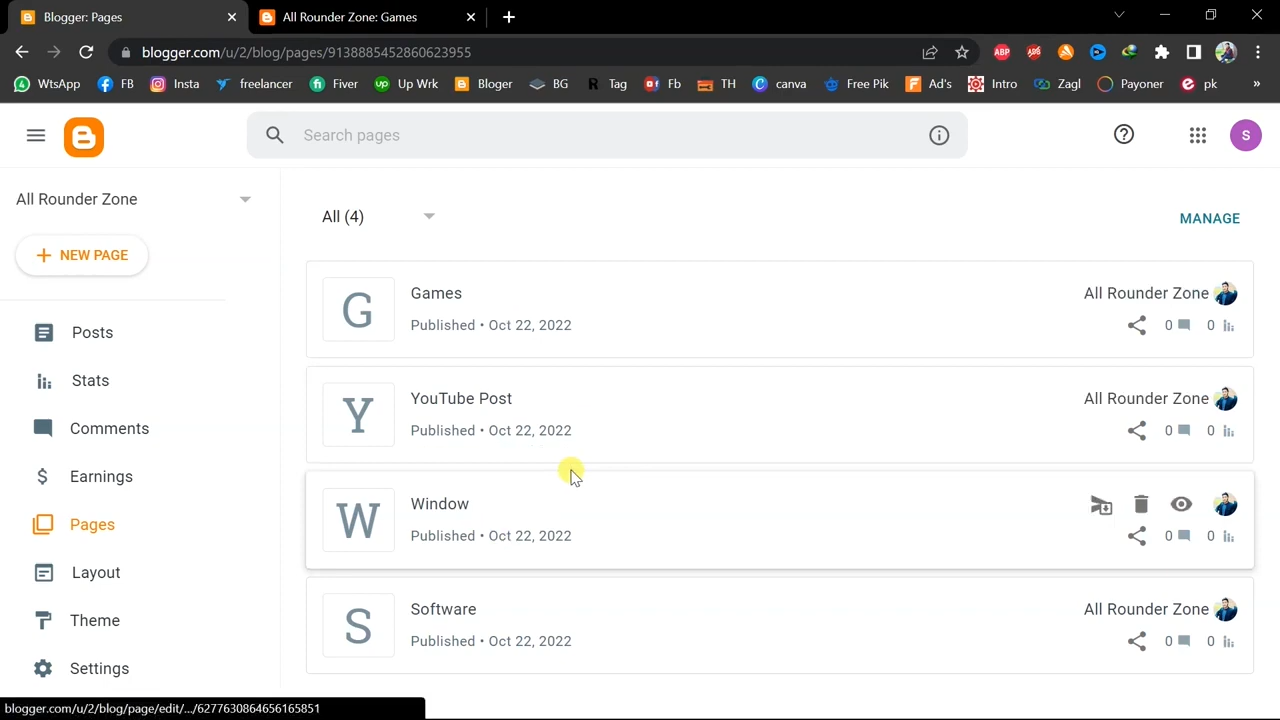 Blogger: Pages
All Rounder Zone: Games
blogger.com/u/2/blog/pages/9138885452860623955
WtsApp FB Insta freelancer Fiver Up Wrk Bloger BG Tag Fb TH canva Free Pik Ad's Intro Zagl Payoner pk »
Search pages
S
All Rounder Zone
NEW PAGE
Posts
Stats
Comments
Earnings
Pages
Layout
Theme
Settings
All (4)
MANAGE
G
Games
Published • Oct 22, 2022
All Rounder Zone
0 0
Y
YouTube Post
Published • Oct 22, 2022
All Rounder Zone
0 0
W
Window
Published • Oct 22, 2022
0 0
S
Software
Published • Oct 22, 2022
All Rounder Zone
0 0
blogger.com/u/2/blog/page/edit/.../6277630864656165851